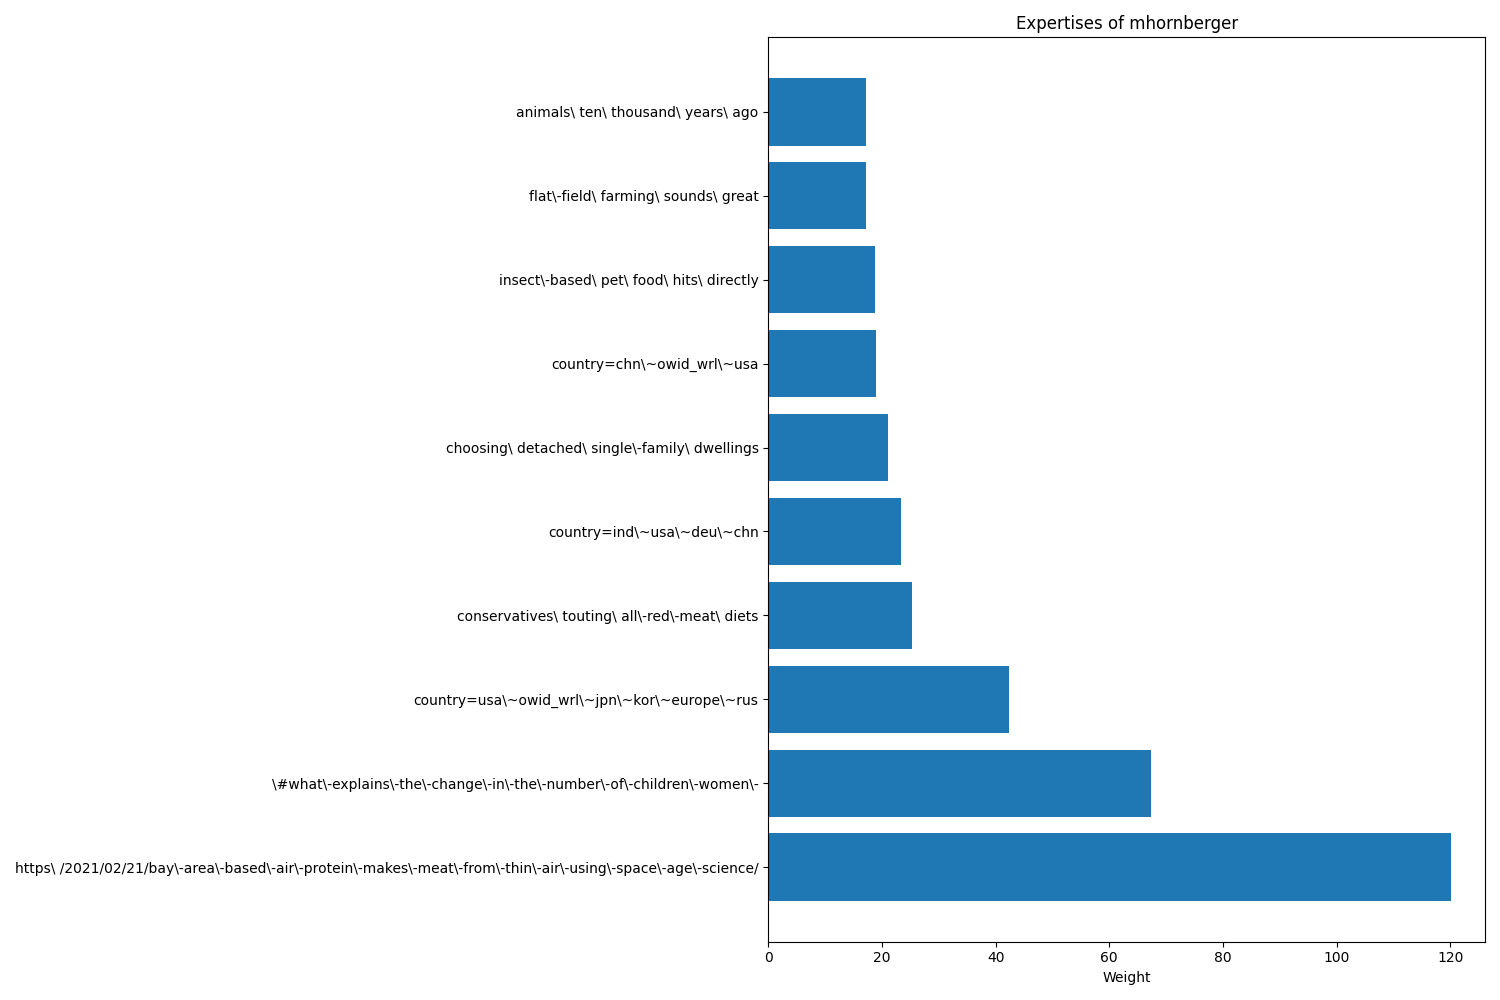 Expertises of mhornberger
animals\ ten\ thousand\ years\ ago
flat\-field\ farming\ sounds\ great
insect\-based\ pet\ food\ hits\ directly
country=chn\~owid_wrl\~usa
choosing\ detached\ single\-family\ dwellings
country=ind\~usa\~deu\~chn
conservatives\ touting\ all\-red\-meat\ diets
country=usa\~owid_wrl\~jpn\~kor\~europe\~rus
\#what\-explains\-the\-change\-in\-the\-number\-of\-children\-women\-
https\ /2021/02/21/bay\-area\-based\-air\-protein\-makes\-meat\-from\-thin\-air\-using\-space\-age\-science/
0 20 40 60 80 100 120
Weight